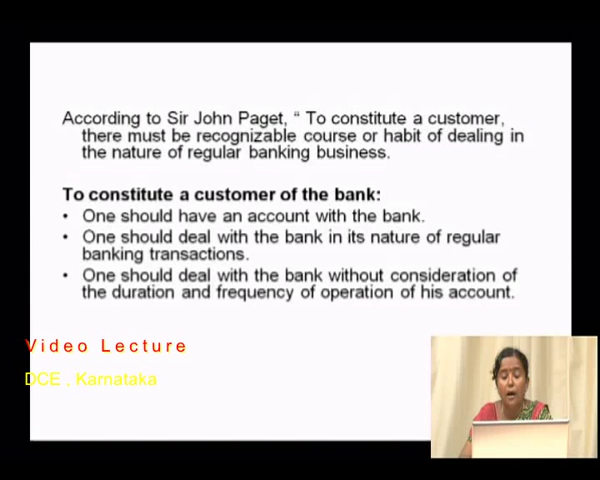 According to Sir John Paget, “ To constitute a customer,
there must be recognizable course or habit of dealing in
the nature of regular banking business.
To constitute a customer of the bank:
• One should have an account with the bank.
• One should deal with the bank in its nature of regular
banking transactions.
• One should deal with the bank without consideration of
the duration and frequency of operation of his account.
Video Lecture
DCE , Karnataka